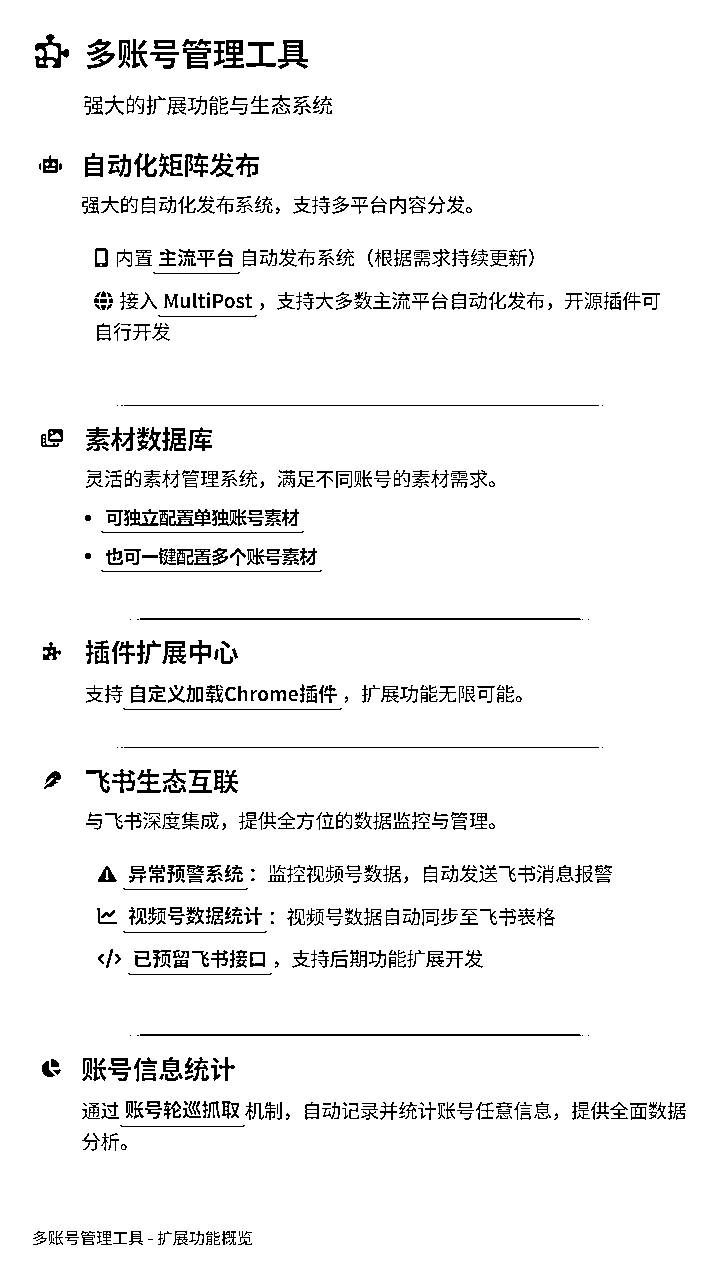 多账号管理工具
强大的扩展功能与生态系统
自动化矩阵发布
强大的自动化发布系统，支持多平台内容分发。
内置 主流平台 自动发布系统（根据需求持续更新）
接入 MultiPost ，支持大多数主流平台自动化发布，开源插件可
自行开发
素材数据库
灵活的素材管理系统，满足不同账号的素材需求。
• 可独立配置单独账号素材
• 也可一键配置多个账号素材
插件扩展中心
支持 自定义加载Chrome插件 ，扩展功能无限可能。
飞书生态互联
与飞书深度集成，提供全方位的数据监控与管理。
异常预警系统 ：监控视频号数据，自动发送飞书消息报警
视频号数据统计 ：视频号数据自动同步至飞书表格
</> 已预留飞书接口 ，支持后期功能扩展开发
账号信息统计
通过 账号轮巡抓取 机制，自动记录并统计账号任意信息，提供全面数据
分析。
多账号管理工具 - 扩展功能概览